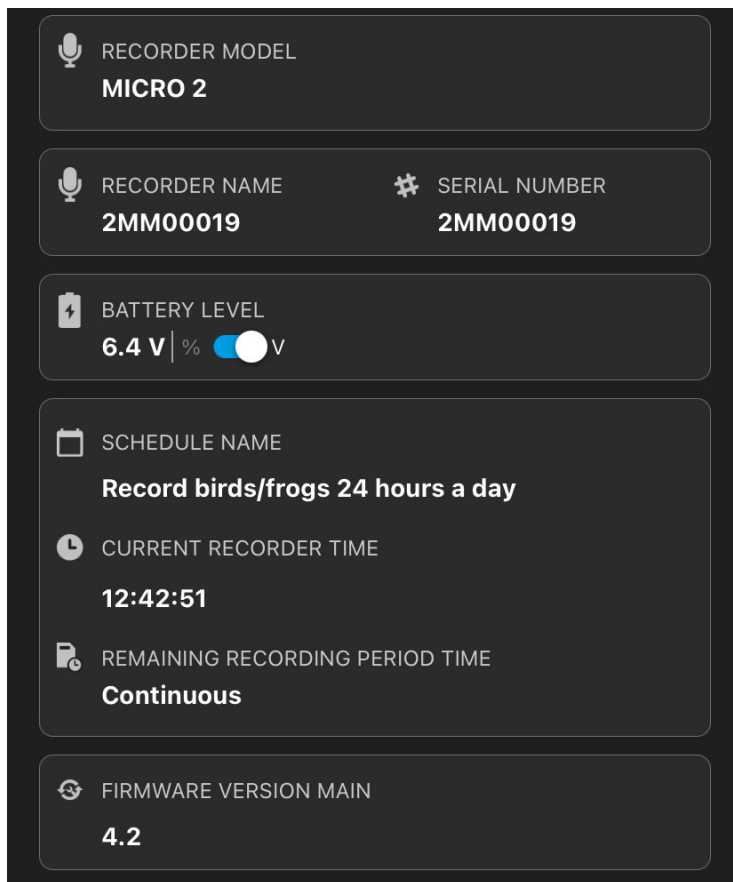 RECORDER MODEL
MICRO 2
RECORDER NAME
2MM00019
SERIAL NUMBER
2MM00019
BATTERY LEVEL
6.4 V | % V
SCHEDULE NAME
Record birds/frogs 24 hours a day
CURRENT RECORDER TIME
12:42:51
REMAINING RECORDING PERIOD TIME
Continuous
FIRMWARE VERSION MAIN
4.2